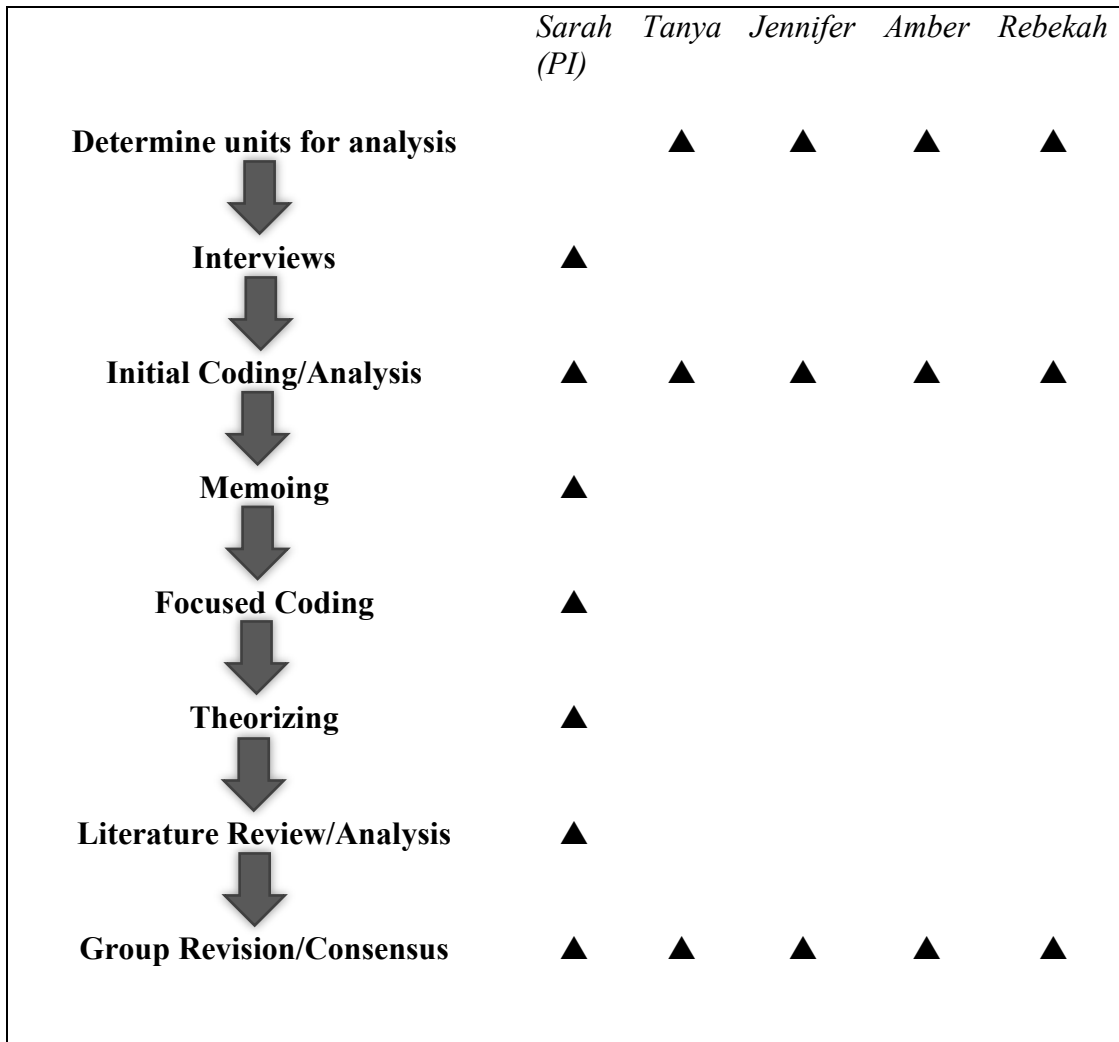 Sarah Tanya Jennifer Amber Rebekah
(PI)
Determine units for analysis ▲ ▲ ▲ ▲
Interviews ▲
Initial Coding/Analysis ▲ ▲ ▲ ▲ ▲
Memoing ▲
Focused Coding ▲
Theorizing ▲
Literature Review/Analysis ▲
Group Revision/Consensus ▲ ▲ ▲ ▲ ▲